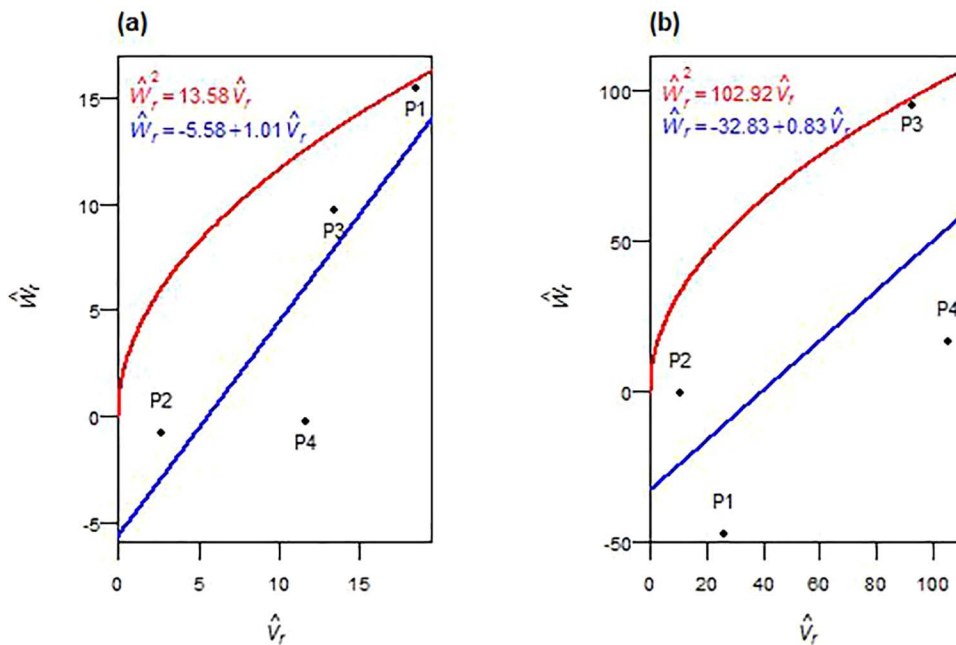 (a)
Ŵᵣ² = 13.58 V̂ᵣ
Ŵᵣ = -5.58 + 1.01 V̂ᵣ
15
10
5
0
-5
Ŵᵣ
P1
P3
P2
P4
0 5 10 15
V̂ᵣ
(b)
Ŵᵣ² = 102.92 V̂ᵣ
Ŵᵣ = -32.83 + 0.83 V̂ᵣ
100
50
0
-50
Ŵᵣ
P3
P4
P2
P1
0 20 40 60 80 100
V̂ᵣ